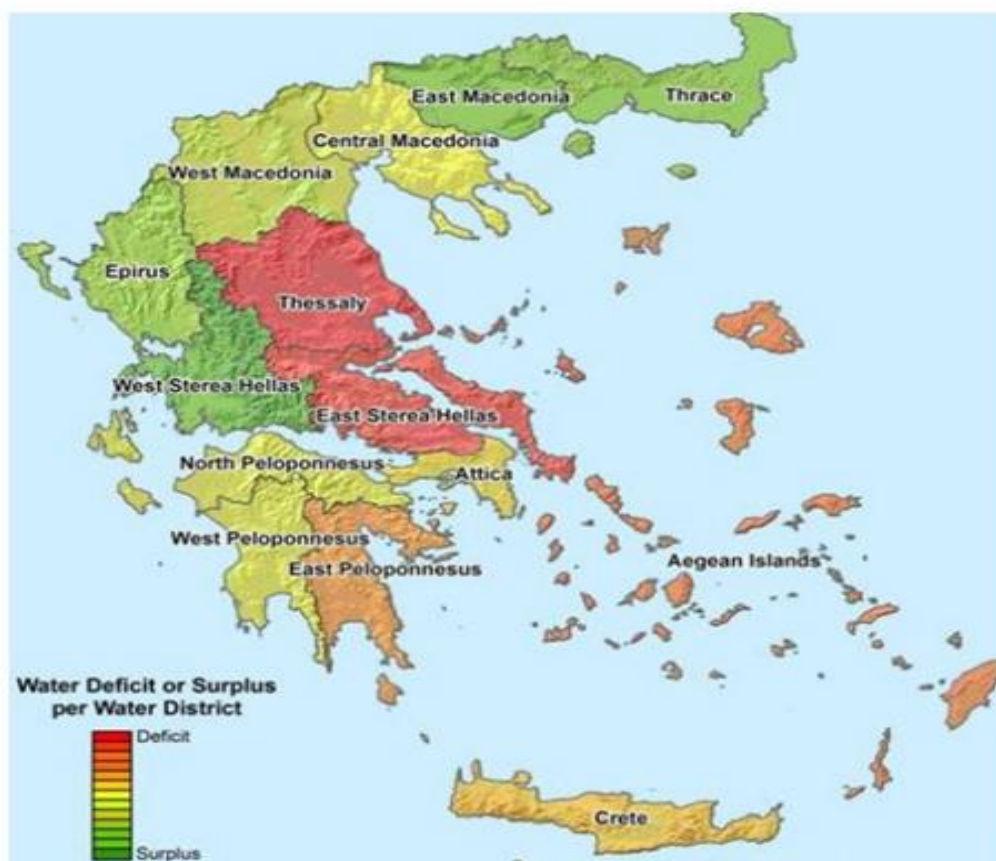 East Macedonia
Thrace
Central Macedonia
West Macedonia
Epirus
Thessaly
West Sterea Hellas
East Sterea Hellas
North Peloponnesus
Attica
West Peloponnesus
East Peloponnesus
Aegean Islands
Water Deficit or Surplus
per Water District
Deficit
Surplus
Crete